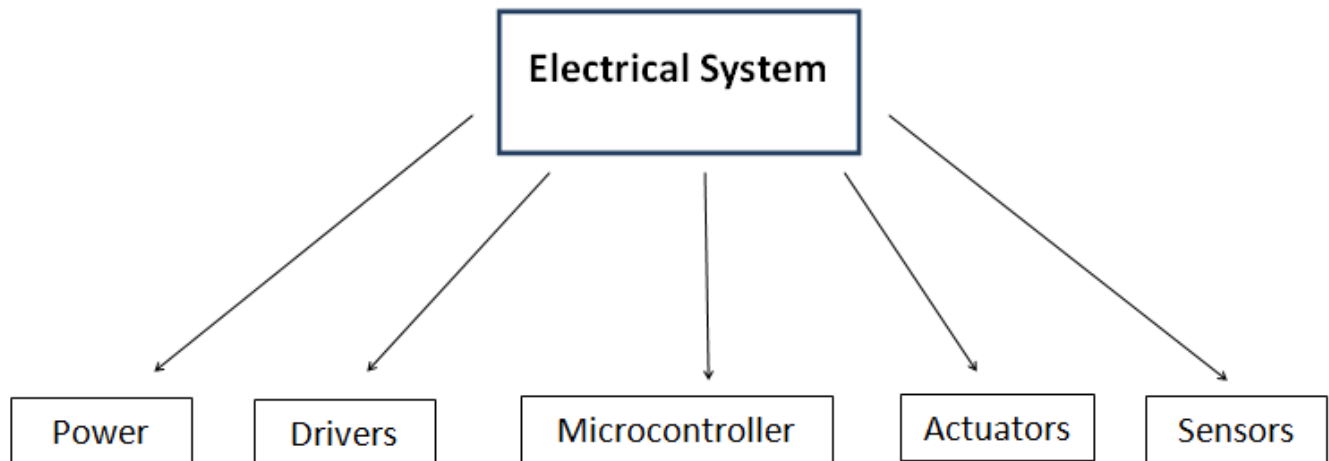 Electrical System
Power
Drivers
Microcontroller
Actuators
Sensors